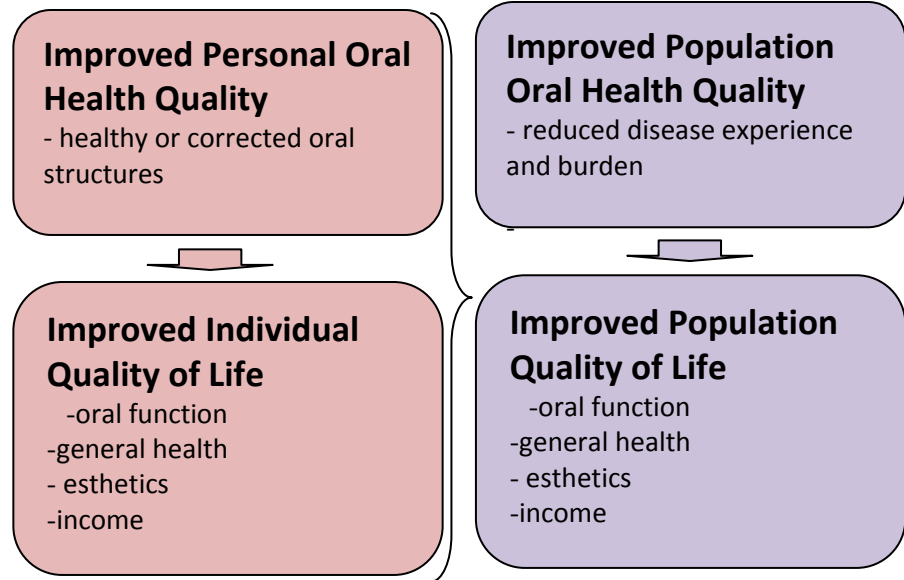 Improved Personal Oral
Health Quality
- healthy or corrected oral
structures
Improved Individual
Quality of Life
-oral function
-general health
- esthetics
-income
Improved Population
Oral Health Quality
- reduced disease experience
and burden
-
Improved Population
Quality of Life
-oral function
-general health
- esthetics
-income